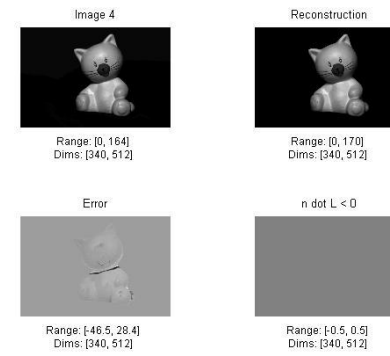 Image 4
Reconstruction
Range: [0, 164]
Dims: [340, 512]
Range: [0, 170]
Dims: [340, 512]
Error
n dot L < 0
Range: [-46.5, 28.4]
Dims: [340, 512]
Range: [-0.5, 0.5]
Dims: [340, 512]